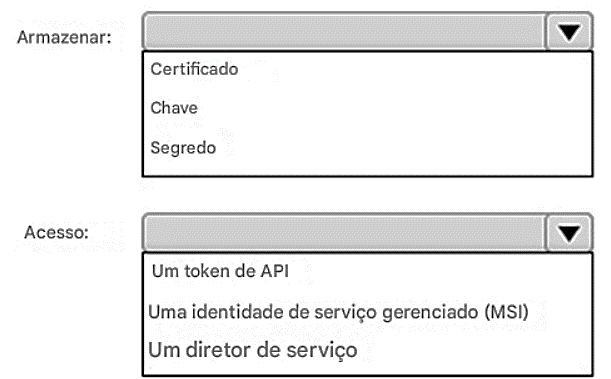 Armazenar:
Certificado
Chave
Segredo
Acesso:
Um token de API
Uma identidade de serviço gerenciado (MSI)
Um diretor de serviço